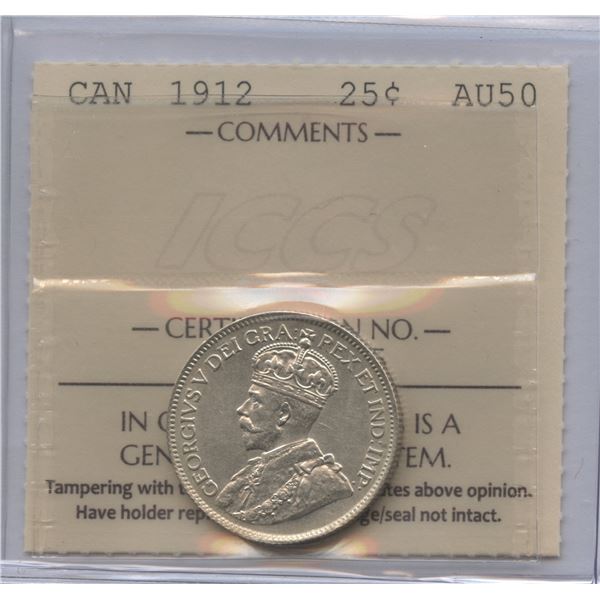 CAN 1912 25¢ AU50
— COMMENTS —
ICCS
— CERTI N NO. —
GEORGIVS V DEI GRA: REX ET IND: IMP:
IN IS A
GEN TEM.
Tampering with t tes above opinion.
Have holder rep ge/seal not intact.